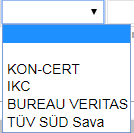 KON-CERT
IKC
BUREAU VERITAS
TÜV SÜD Sava